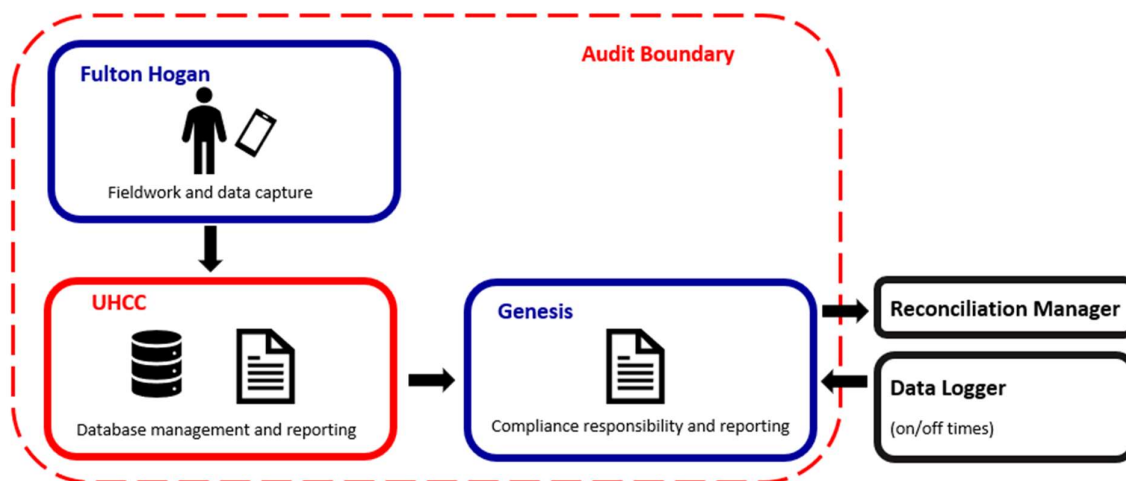 Audit Boundary
Fulton Hogan
Fieldwork and data capture
UHCC
Database management and reporting
Genesis
Compliance responsibility and reporting
Reconciliation Manager
Data Logger
(on/off times)